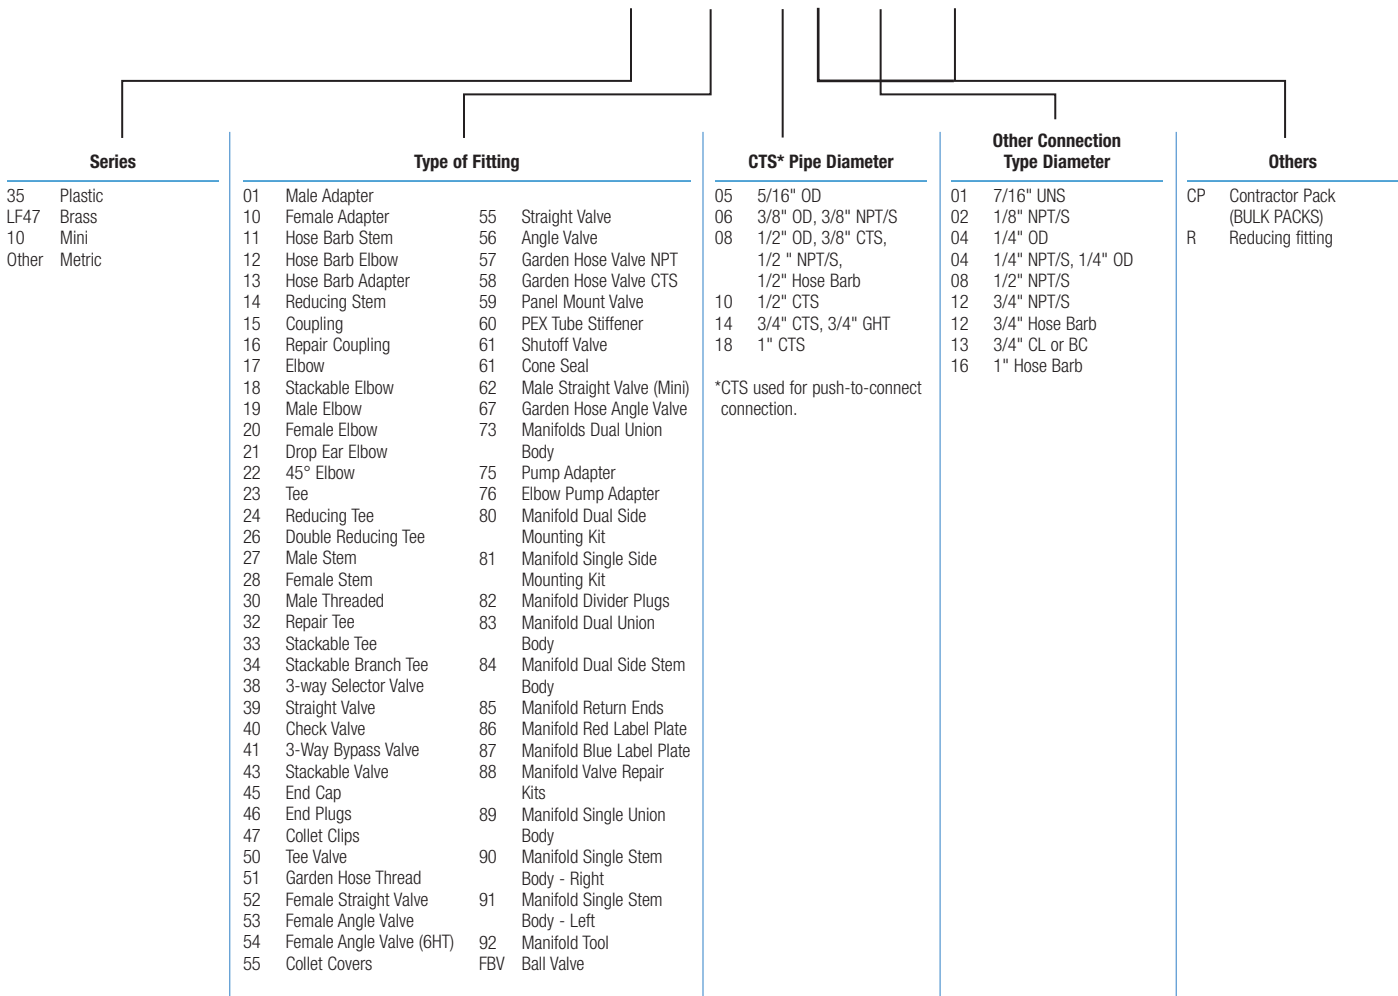 Series
35 Plastic
LF47 Brass
10 Mini
Other Metric
Type of Fitting
01 Male Adapter
10 Female Adapter
11 Hose Barb Stem
12 Hose Barb Elbow
13 Hose Barb Adapter
14 Reducing Stem
15 Coupling
16 Repair Coupling
17 Elbow
18 Stackable Elbow
19 Male Elbow
20 Female Elbow
21 Drop Ear Elbow
22 45° Elbow
23 Tee
24 Reducing Tee
26 Double Reducing Tee
27 Male Stem
28 Female Stem
30 Male Threaded
32 Repair Tee
33 Stackable Tee
34 Stackable Branch Tee
38 3-way Selector Valve
39 Straight Valve
40 Check Valve
41 3-Way Bypass Valve
43 Stackable Valve
45 End Cap
46 End Plugs
47 Collet Clips
50 Tee Valve
51 Garden Hose Thread
52 Female Straight Valve
53 Female Angle Valve
54 Female Angle Valve (6HT)
55 Collet Covers
55 Straight Valve
56 Angle Valve
57 Garden Hose Valve NPT
58 Garden Hose Valve CTS
59 Panel Mount Valve
60 PEX Tube Stiffener
61 Shutoff Valve
61 Cone Seal
62 Male Straight Valve (Mini)
67 Garden Hose Angle Valve
73 Manifolds Dual Union
Body
75 Pump Adapter
76 Elbow Pump Adapter
80 Manifold Dual Side
Mounting Kit
81 Manifold Single Side
Mounting Kit
82 Manifold Divider Plugs
83 Manifold Dual Union
Body
84 Manifold Dual Side Stem
Body
85 Manifold Return Ends
86 Manifold Red Label Plate
87 Manifold Blue Label Plate
88 Manifold Valve Repair
Kits
89 Manifold Single Union
Body
90 Manifold Single Stem
Body - Right
91 Manifold Single Stem
Body - Left
92 Manifold Tool
FBV Ball Valve
CTS* Pipe Diameter
05 5/16" OD
06 3/8" OD, 3/8" NPT/S
08 1/2" OD, 3/8" CTS,
1/2 " NPT/S,
1/2" Hose Barb
10 1/2" CTS
14 3/4" CTS, 3/4" GHT
18 1" CTS
*CTS used for push-to-connect
connection.
Other Connection
Type Diameter
01 7/16" UNS
02 1/8" NPT/S
04 1/4" OD
04 1/4" NPT/S, 1/4" OD
08 1/2" NPT/S
12 3/4" NPT/S
12 3/4" Hose Barb
13 3/4" CL or BC
16 1" Hose Barb
Others
CP Contractor Pack
(BULK PACKS)
R Reducing fitting